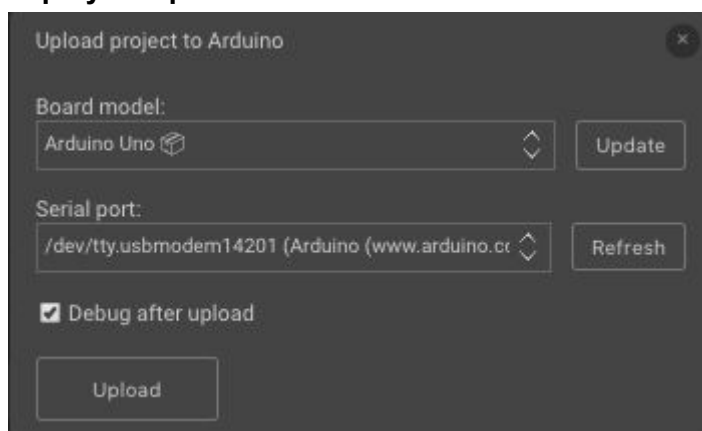 Upload project to Arduino
Board model:
Arduino Uno
Update
Serial port:
/dev/tty.usbmodem14201 (Arduino (www.arduino.cc
Refresh
Debug after upload
Upload